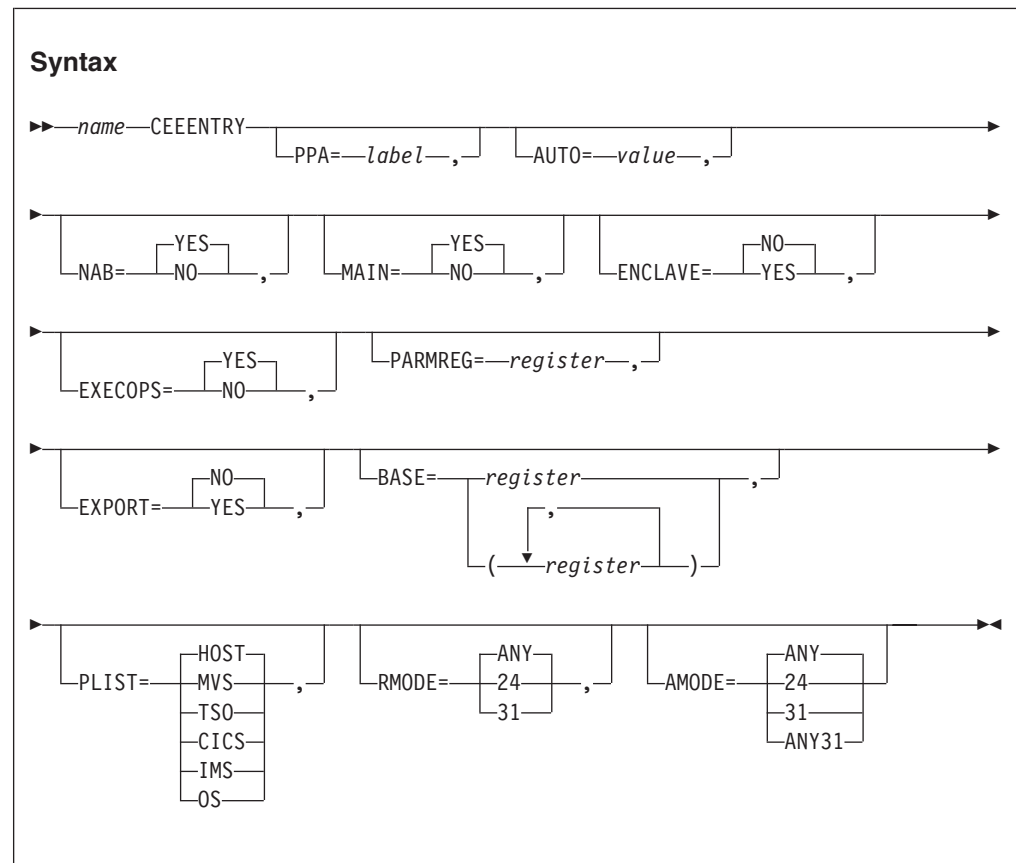 Syntax
name CEEENTRY
PPA= label , AUTO= value ,
YES YES NO
NAB= NO , MAIN= NO , ENCLAVE= YES ,
YES PARMREG= register ,
EXECOPS= NO ,
NO BASE= register ,
EXPORT= YES , ,
( register )
HOST ANY ANY
PLIST= MVS , RMODE= 24 , AMODE= 24
TSO 31 31
CICS ANY31
IMS
OS